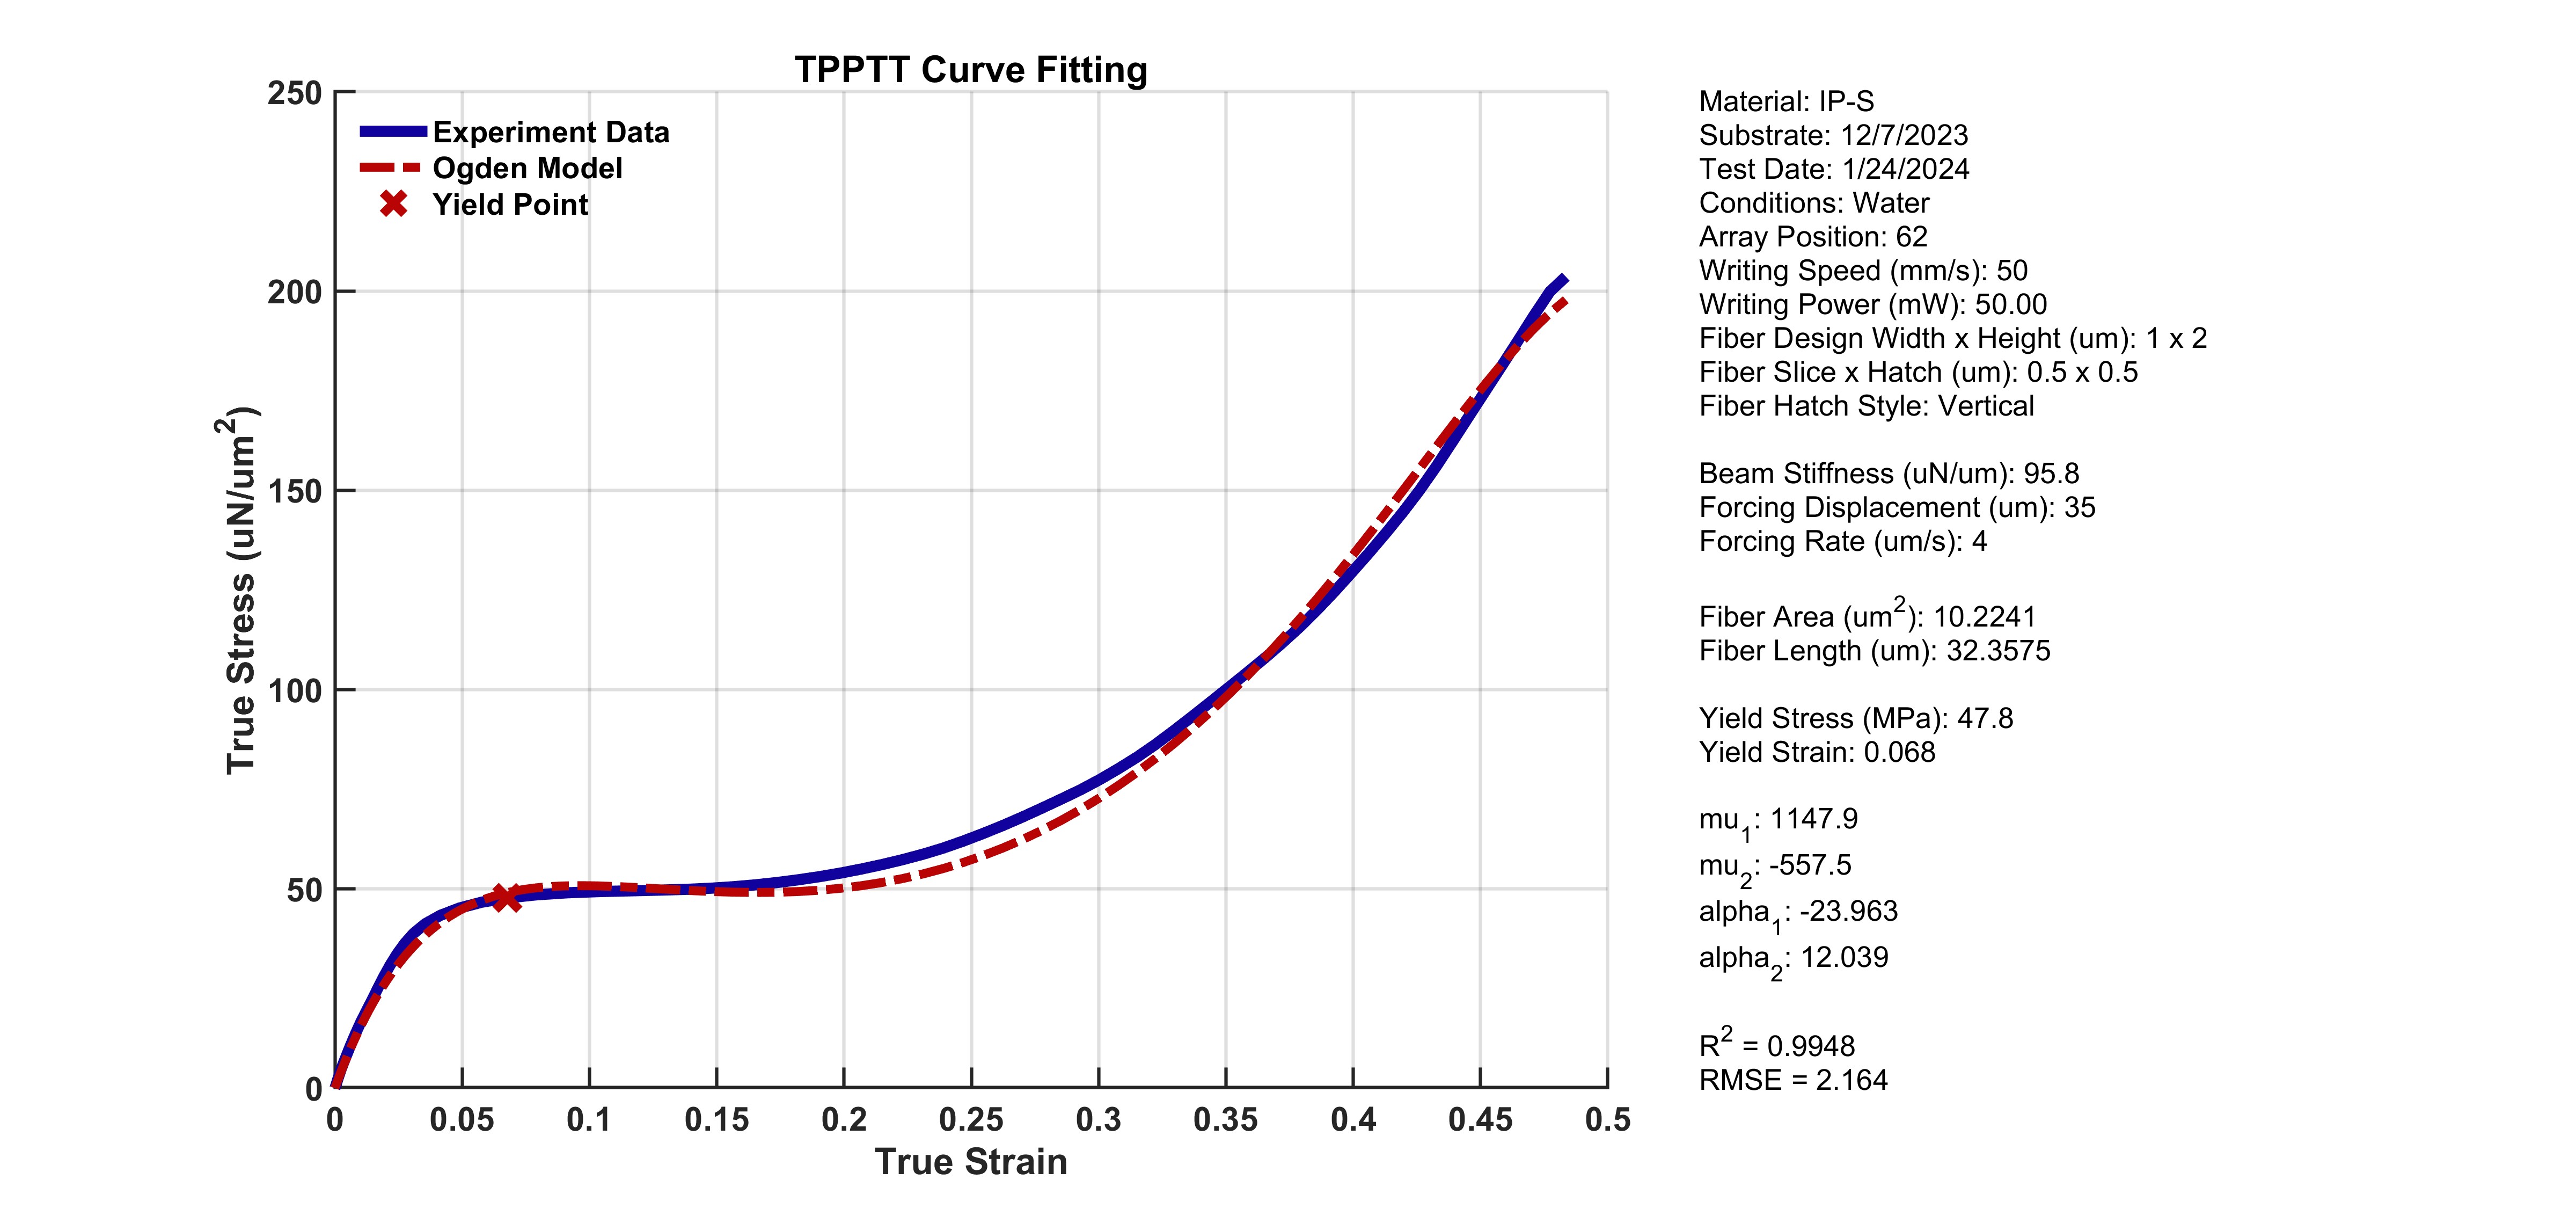 TPPTT Curve Fitting
250
200
150
100
50
0
True Stress (uN/um²)
Experiment Data
Ogden Model
Yield Point
0 0.05 0.1 0.15 0.2 0.25 0.3 0.35 0.4 0.45 0.5
True Strain
Material: IP-S
Substrate: 12/7/2023
Test Date: 1/24/2024
Conditions: Water
Array Position: 62
Writing Speed (mm/s): 50
Writing Power (mW): 50.00
Fiber Design Width x Height (um): 1 x 2
Fiber Slice x Hatch (um): 0.5 x 0.5
Fiber Hatch Style: Vertical
Beam Stiffness (uN/um): 95.8
Forcing Displacement (um): 35
Forcing Rate (um/s): 4
Fiber Area (um²): 10.2241
Fiber Length (um): 32.3575
Yield Stress (MPa): 47.8
Yield Strain: 0.068
mu₁: 1147.9
mu₂: -557.5
alpha₁: -23.963
alpha₂: 12.039
R² = 0.9948
RMSE = 2.164